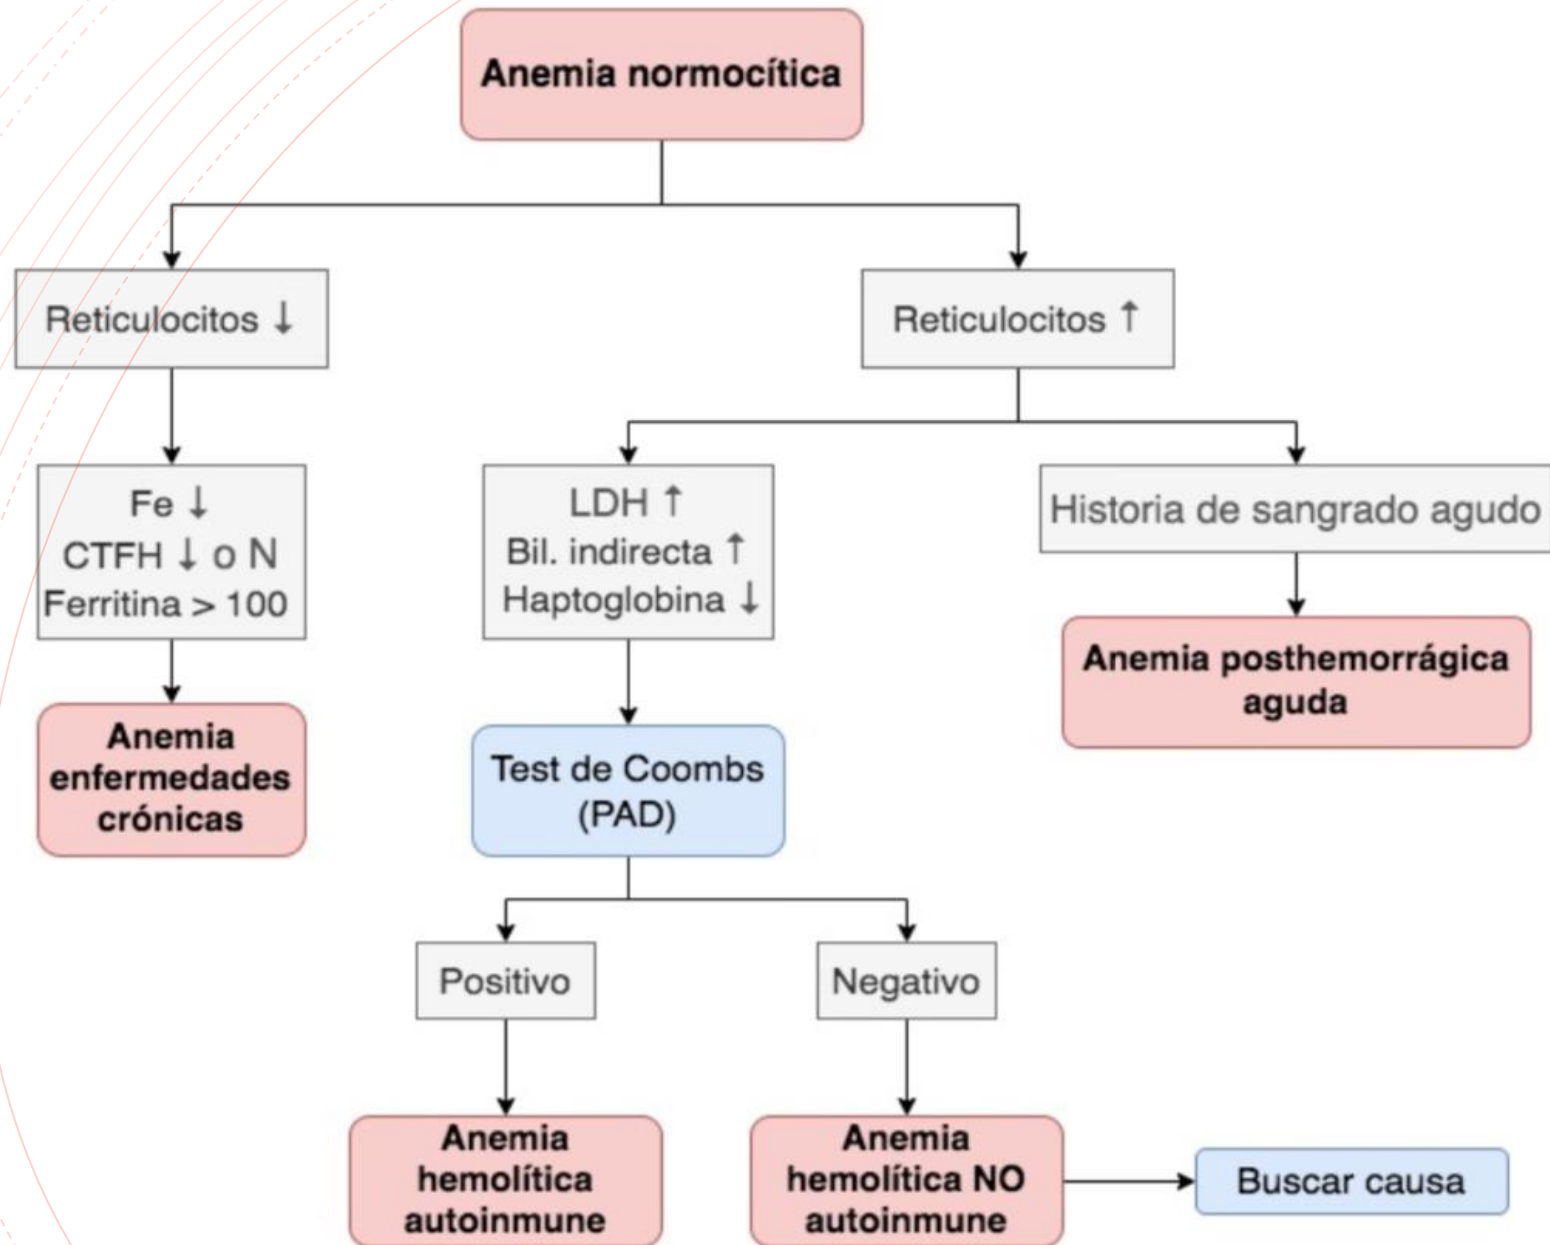 Anemia normocítica
Reticulocitos ↓
Reticulocitos ↑
Fe ↓
CTFH ↓ o N
Ferritina > 100
LDH ↑
Bil. indirecta ↑
Haptoglobina ↓
Historia de sangrado agudo
Anemia
enfermedades
crónicas
Test de Coombs
(PAD)
Anemia posthemorrágica
aguda
Positivo
Negativo
Anemia
hemolítica
autoinmune
Anemia
hemolítica NO
autoinmune
Buscar causa